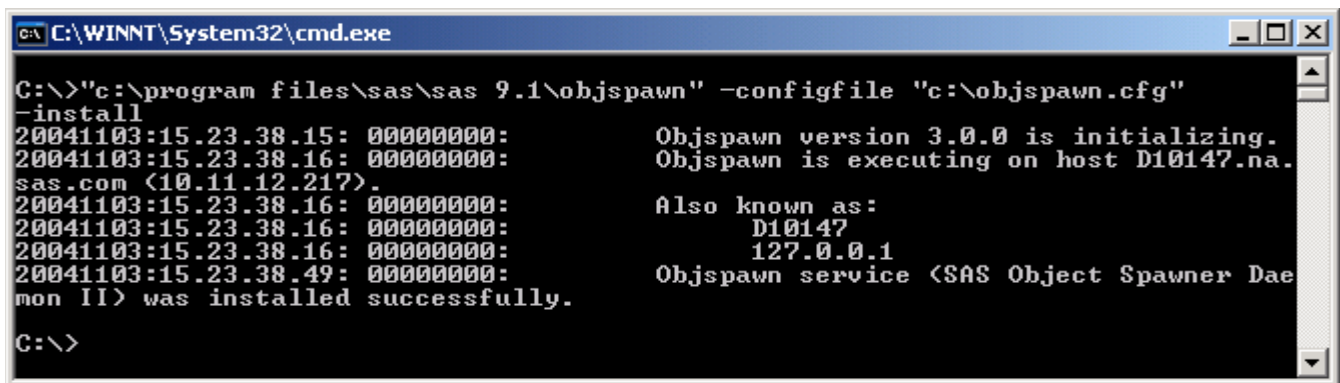 C:\WINNT\System32\cmd.exe
C:\>"c:\program files\sas\sas 9.1\objspawn" -configfile "c:\objspawn.cfg"
-install
20041103:15.23.38.15: 00000000:          Objspawn version 3.0.0 is initializing.
20041103:15.23.38.16: 00000000:          Objspawn is executing on host D10147.na.
sas.com (10.11.12.217).
20041103:15.23.38.16: 00000000:          Also known as:
20041103:15.23.38.16: 00000000:                D10147
20041103:15.23.38.16: 00000000:                127.0.0.1
20041103:15.23.38.49: 00000000:          Objspawn service (SAS Object Spawner Dae
mon II) was installed successfully.
C:\>